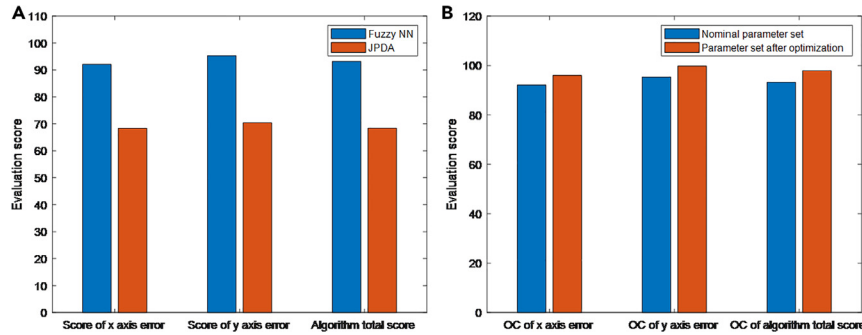 A
110
100
90
80
70
60
50
40
30
20
10
0
Evaluation score
Fuzzy NN
JPDA
Score of x axis error
Score of y axis error
Algorithm total score
B
120
100
80
60
40
20
0
Evaluation score
Nominal parameter set
Parameter set after optimization
OC of x axis error
OC of y axis error
OC of algorithm total score